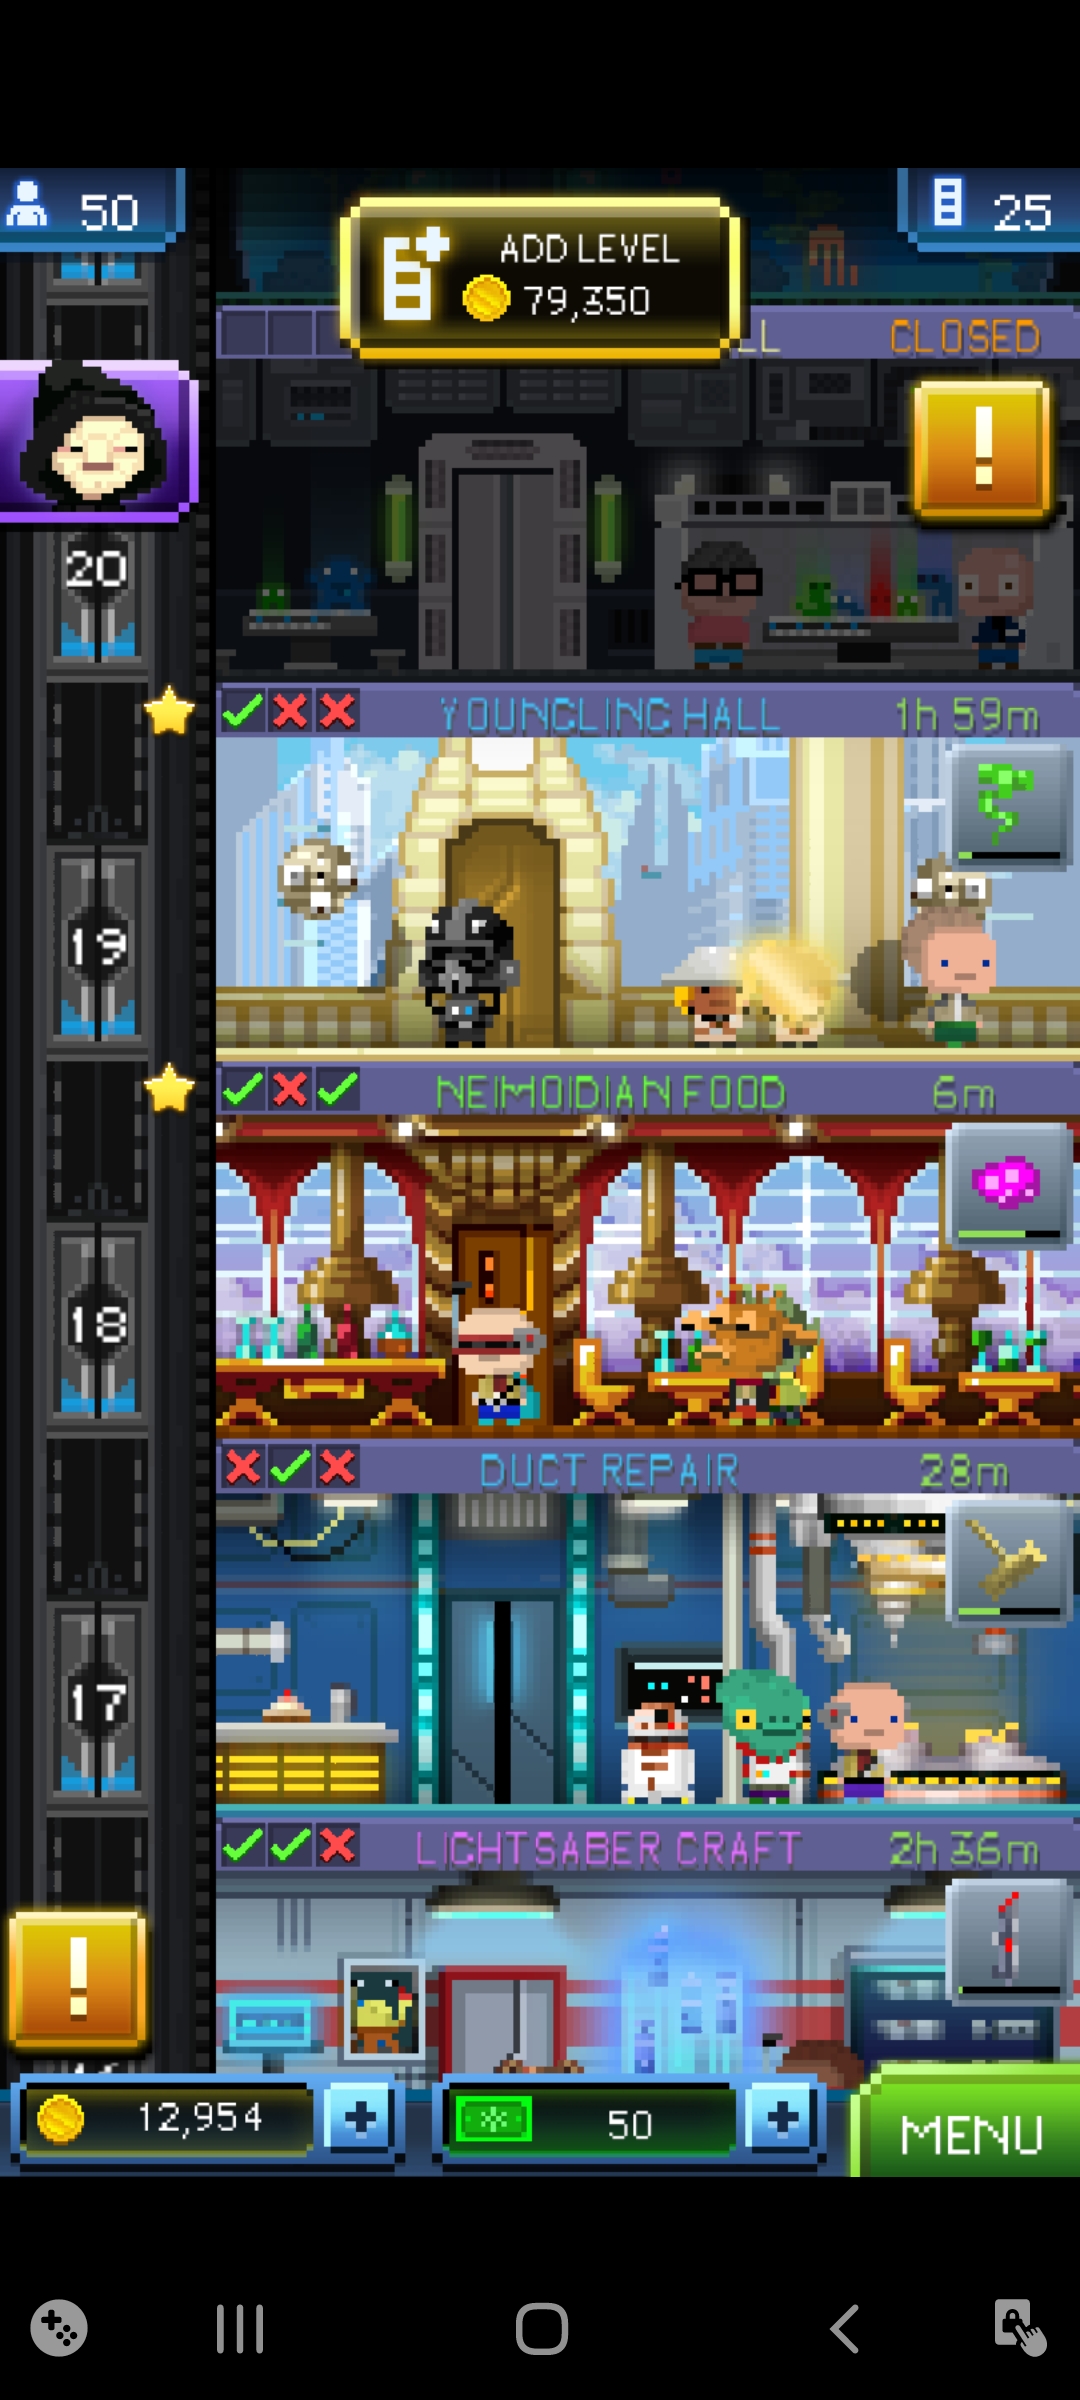 50
25
ADD LEVEL
79,350
LL
CLOSED
20
YOUNGLING HALL
1h 59m
19
NEIMOIDIAN FOOD
6m
18
DUCT REPAIR
28m
17
LIGHTSABER CRAFT
2h 36m
12,954
50
MENU